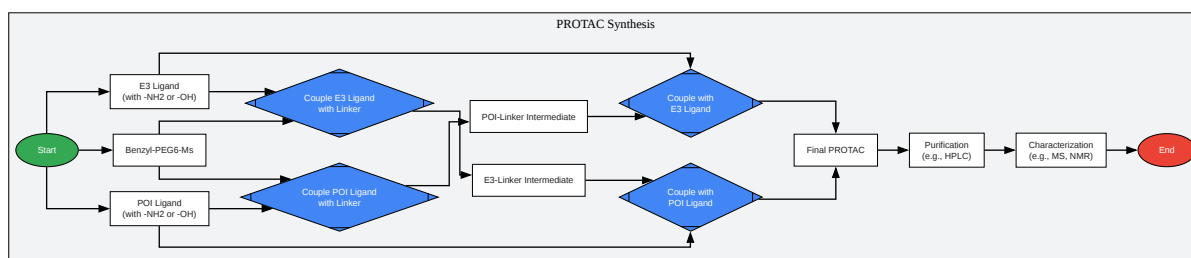 PROTAC Synthesis
Start
E3 Ligand
(with -NH2 or -OH)
Benzyl-PEG6-Ms
POI Ligand
(with -NH2 or -OH)
Couple E3 Ligand
with Linker
Couple POI Ligand
with Linker
POI-Linker Intermediate
E3-Linker Intermediate
Couple with
E3 Ligand
Couple with
POI Ligand
Final PROTAC
Purification
(e.g., HPLC)
Characterization
(e.g., MS, NMR)
End